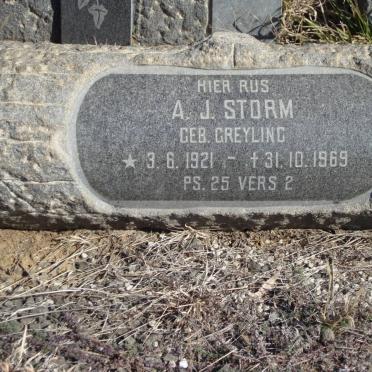 HIER RUS
A. J. STORM
GEB. GREYLING
★ 3. 6. 1921 - + 31. 10. 1969
PS. 25 VERS 2